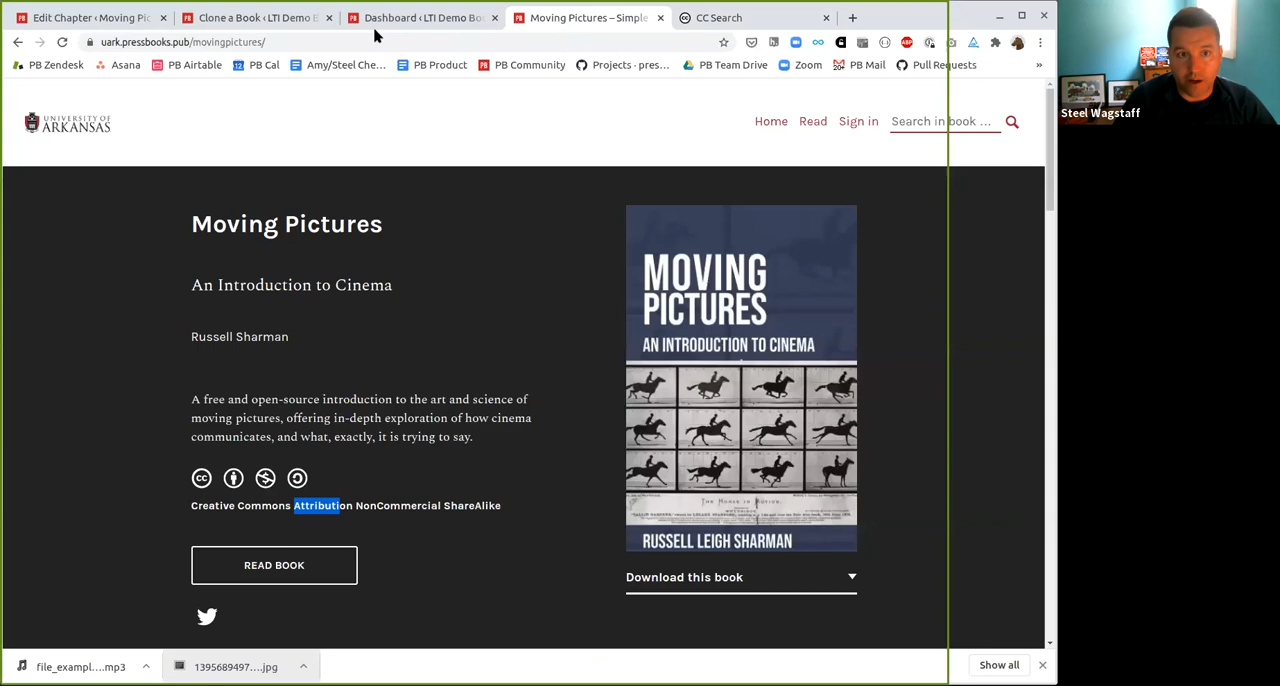 Edit Chapter ‹ Moving Pic
Clone a Book ‹ LTI Demo B
Dashboard ‹ LTI Demo Boo
Moving Pictures – Simple
CC Search
uark.pressbooks.pub/movingpictures/
PB Zendesk
Asana
PB Airtable
PB Cal
Amy/Steel Che…
PB Product
PB Community
Projects · pres…
PB Team Drive
Zoom
PB Mail
Pull Requests
»
Steel Wagstaff
UNIVERSITY OF
ARKANSAS
Home
Read
Sign in
Search in book …
Moving Pictures
An Introduction to Cinema
Russell Sharman
A free and open-source introduction to the art and science of
moving pictures, offering in-depth exploration of how cinema
communicates, and what, exactly, it is trying to say.
Creative Commons Attribution NonCommercial ShareAlike
READ BOOK
MOVING
PICTURES
AN INTRODUCTION TO CINEMA
THE HORSE IN MOTION.
RUSSELL LEIGH SHARMAN
Download this book
file_exampl….mp3
1395689497….jpg
Show all